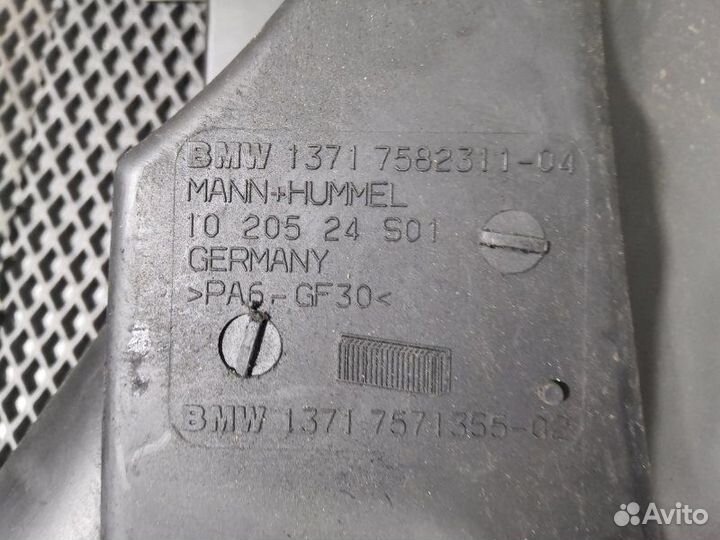 BMW 1371 7582311-04
MANN+HUMMEL
10 205 24 S01
GERMANY
>PA6-GF30<
BMW 1371 7571355-02
Avito